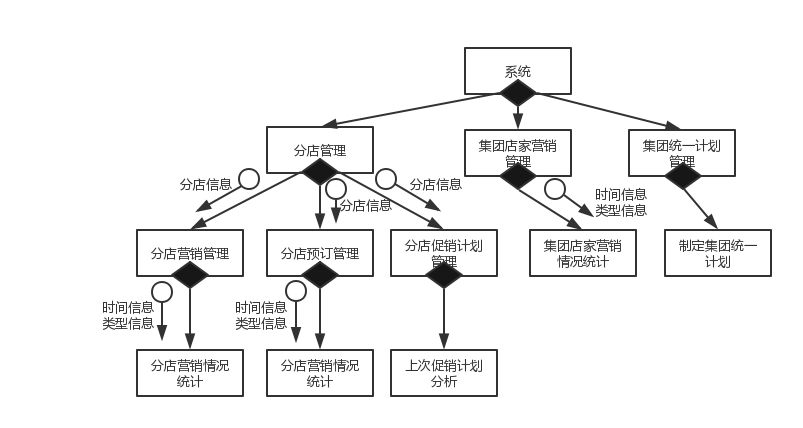 系统
分店管理
集团店家营销
管理
集团统一计划
管理
分店信息
分店信息
分店信息
时间信息
类型信息
分店营销管理
分店预订管理
分店促销计划
管理
集团店家营销
情况统计
制定集团统一
计划
时间信息
类型信息
时间信息
类型信息
分店营销情况
统计
分店营销情况
统计
上次促销计划
分析